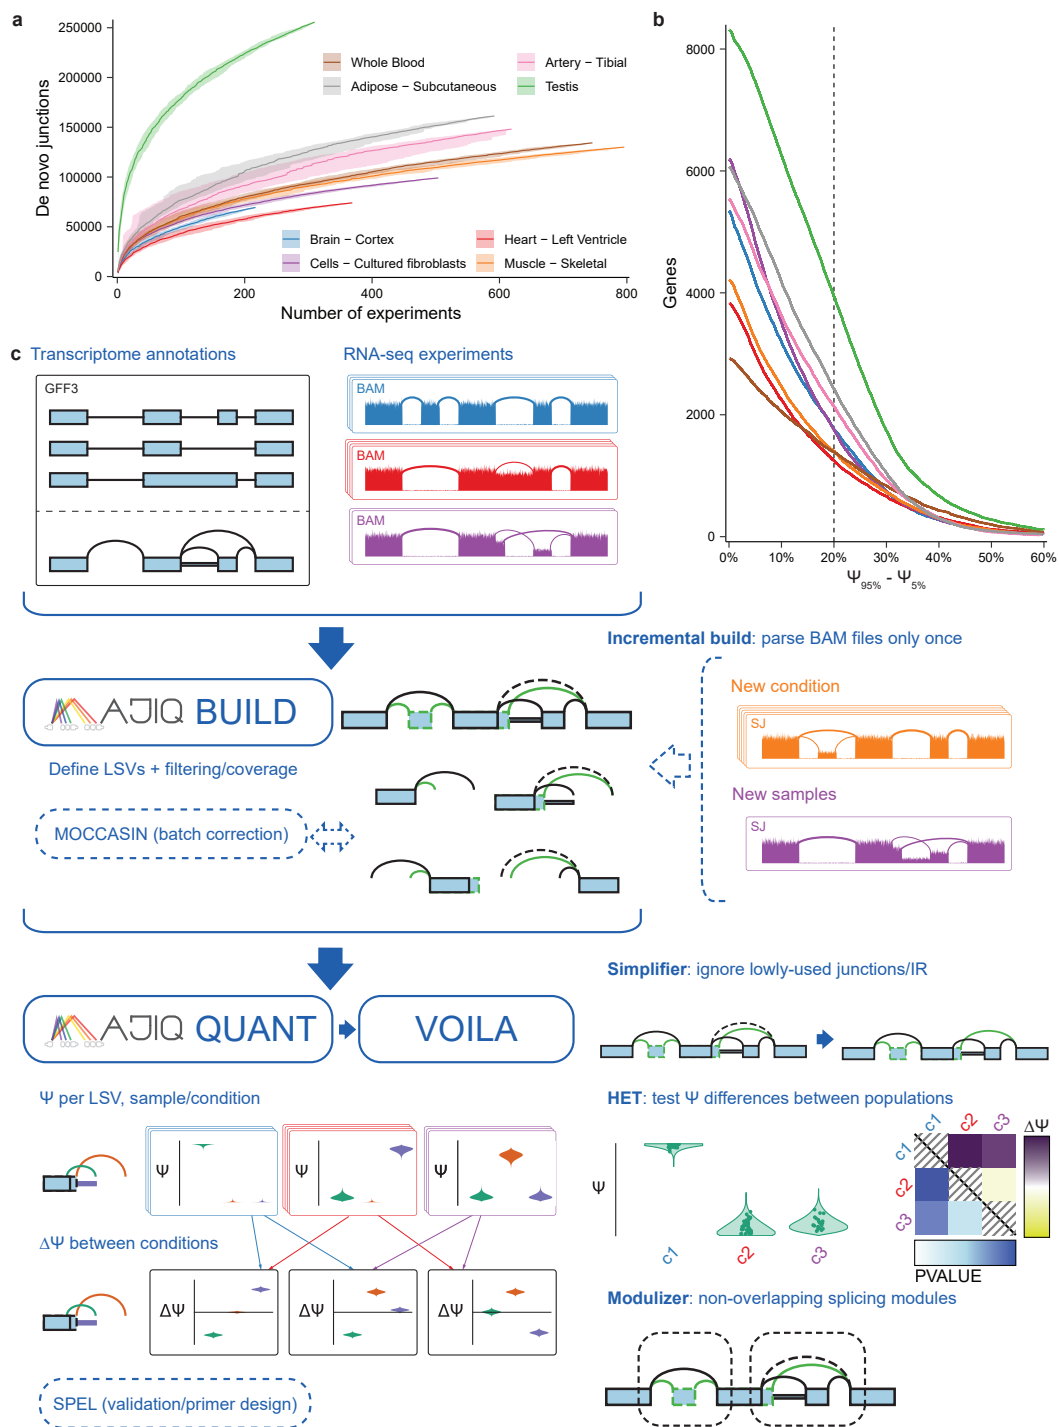 a
250000
200000
150000
100000
50000
0
De novo junctions
Whole Blood
Adipose − Subcutaneous
Artery − Tibial
Testis
Brain − Cortex
Cells − Cultured fibroblasts
Heart − Left Ventricle
Muscle − Skeletal
0
200
400
600
800
Number of experiments
b
8000
6000
4000
2000
0
Genes
0%
10%
20%
30%
40%
50%
60%
Ψ95% - Ψ5%
c
Transcriptome annotations
RNA-seq experiments
GFF3
BAM
BAM
BAM
AJIQ BUILD
Define LSVs + filtering/coverage
MOCCASIN (batch correction)
Incremental build: parse BAM files only once
New condition
SJ
New samples
SJ
AJIQ QUANT
VOILA
Simplifier: ignore lowly-used junctions/IR
Ψ per LSV, sample/condition
Ψ
Ψ
Ψ
ΔΨ between conditions
ΔΨ
ΔΨ
ΔΨ
SPEL (validation/primer design)
HET: test Ψ differences between populations
Ψ
c1
c2
c3
c1
c2
c3
c1
c2
c3
ΔΨ
PVALUE
Modulizer: non-overlapping splicing modules